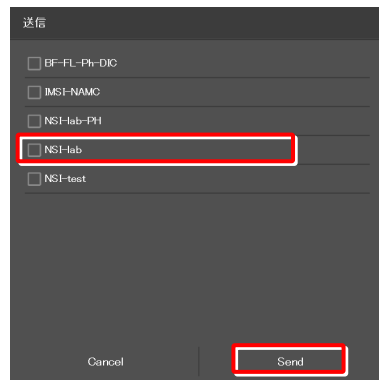 送信
BF-FL-Ph-DIC
IMSI-NAMC
NSI-lab-PH
NSI-lab
NSI-test
Cancel
Send